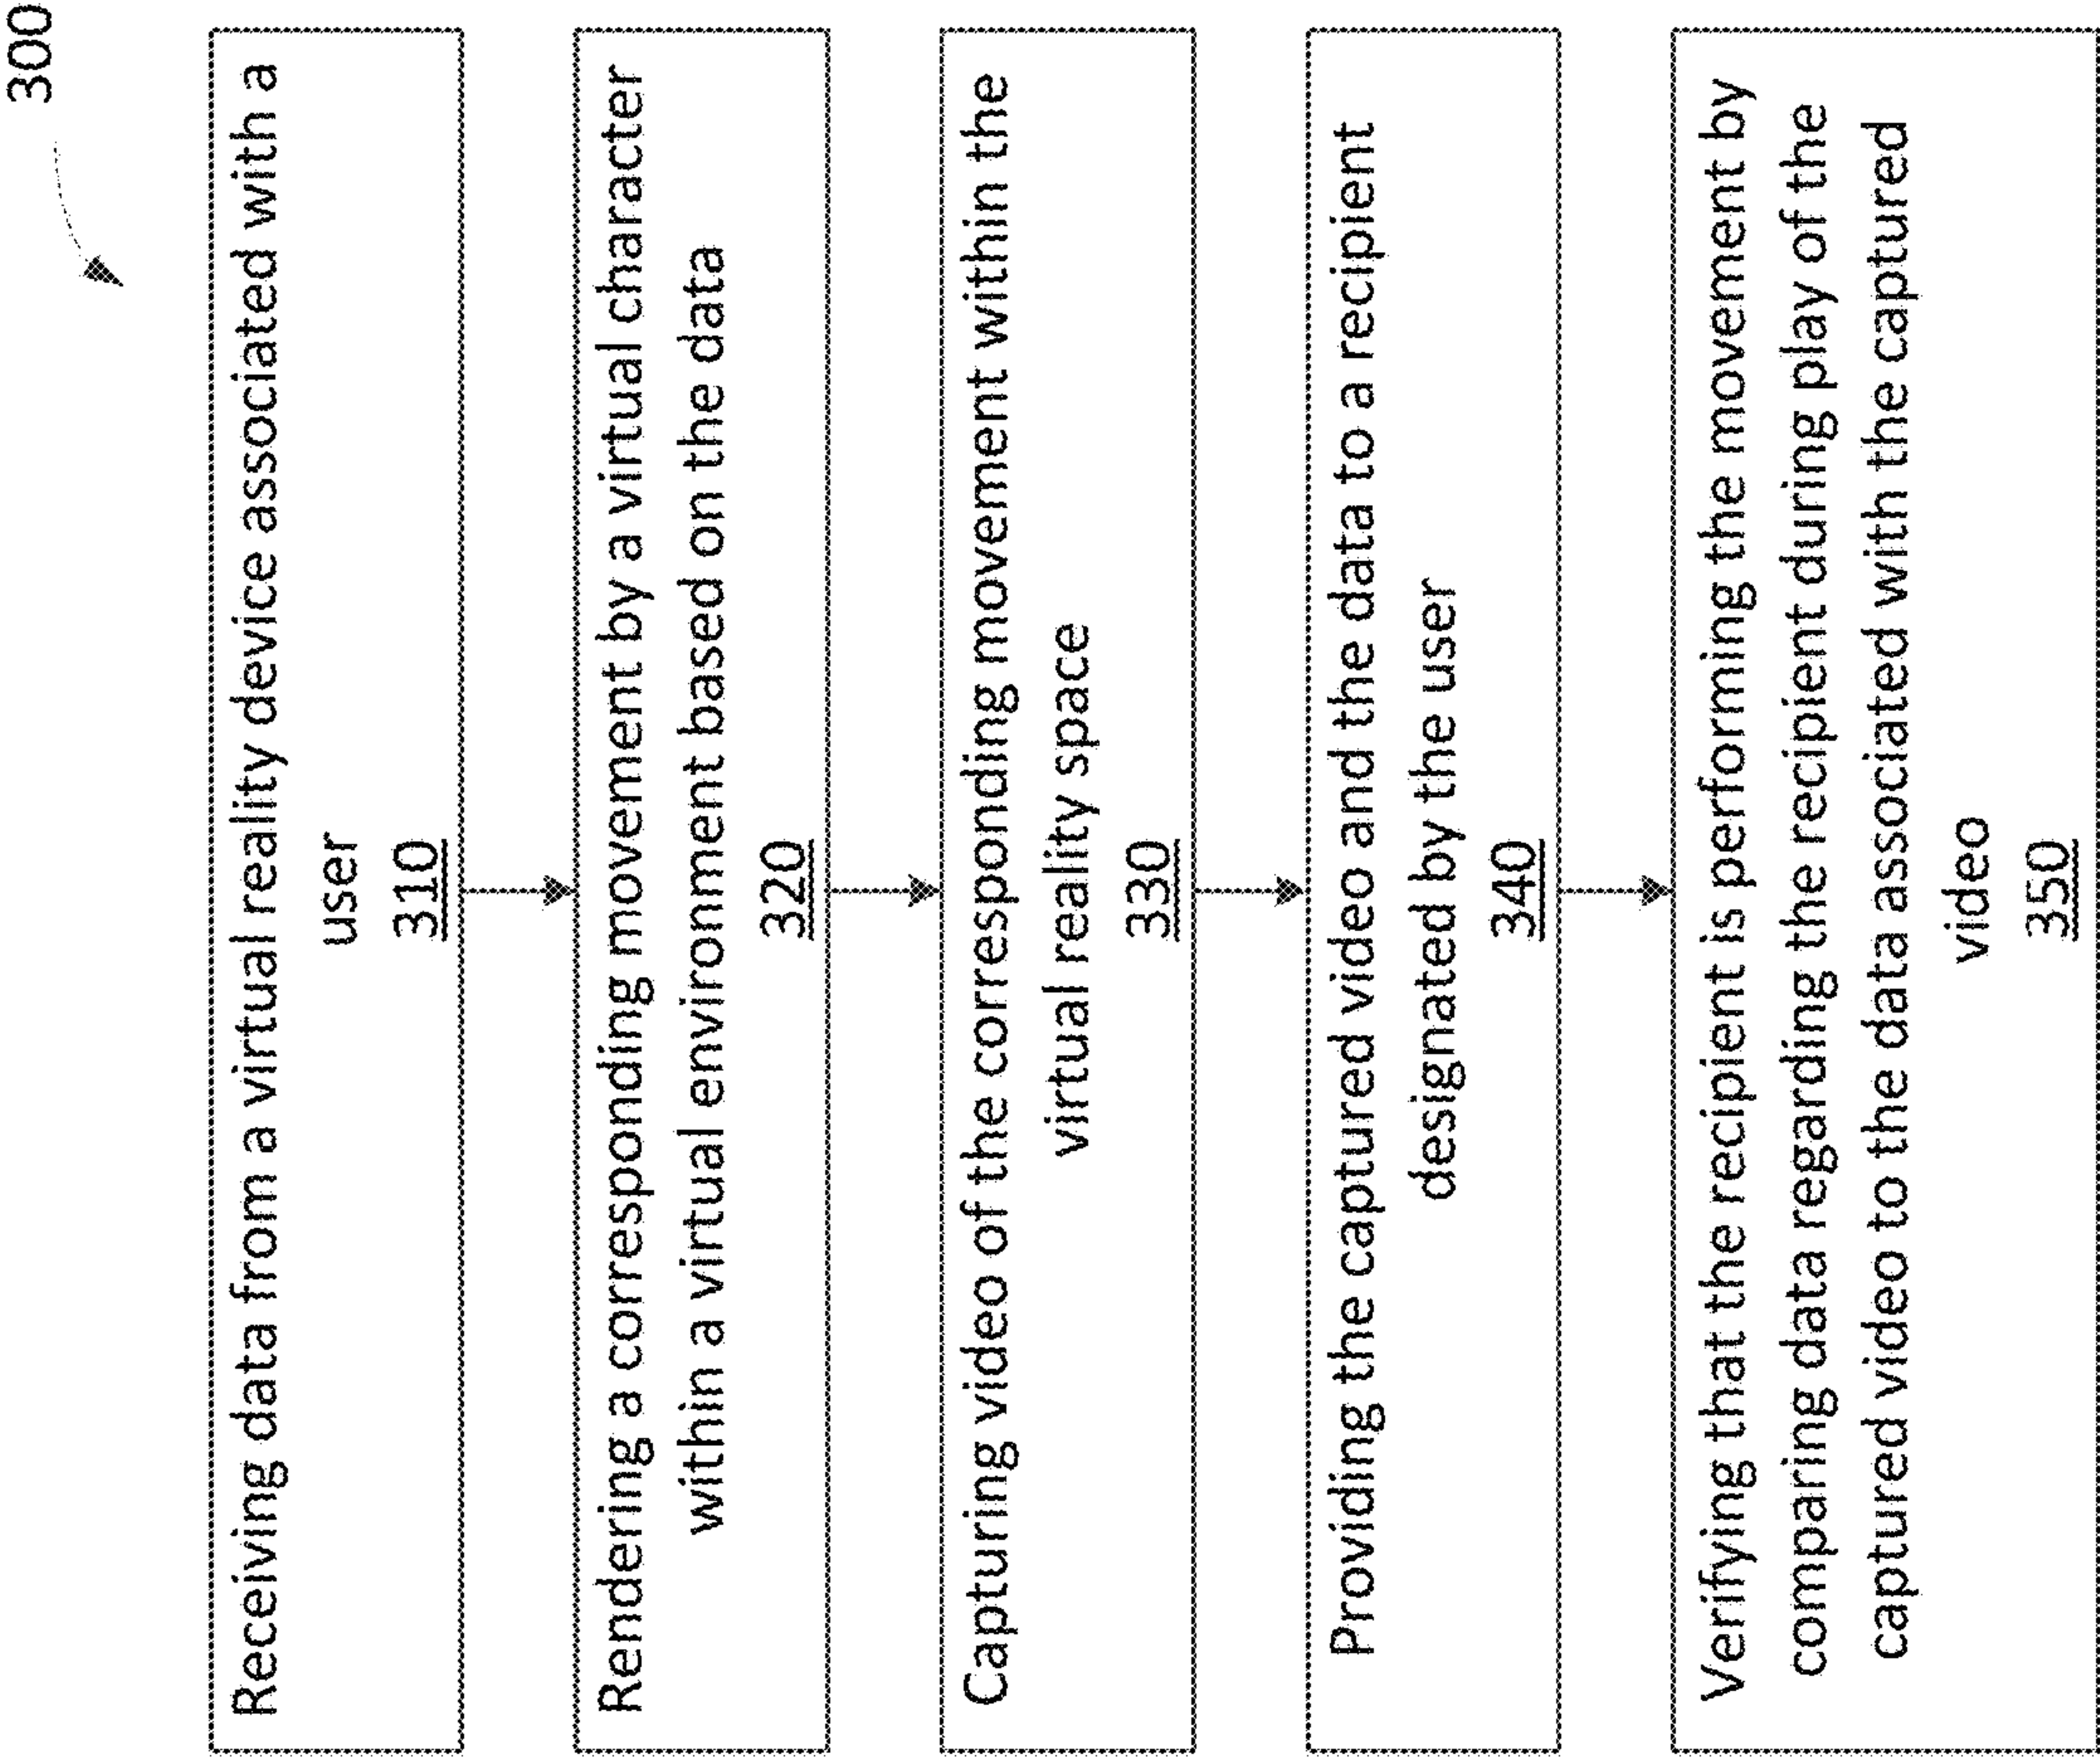 300
Receiving data from a virtual reality device associated with a
user
310
Rendering a corresponding movement by a virtual character
within a virtual environment based on the data
320
Capturing video of the corresponding movement within the
virtual reality space
330
Providing the captured video and the data to a recipient
designated by the user
340
Verifying that the recipient is performing the movement by
comparing data regarding the recipient during play of the
captured video to the data associated with the captured
video
350